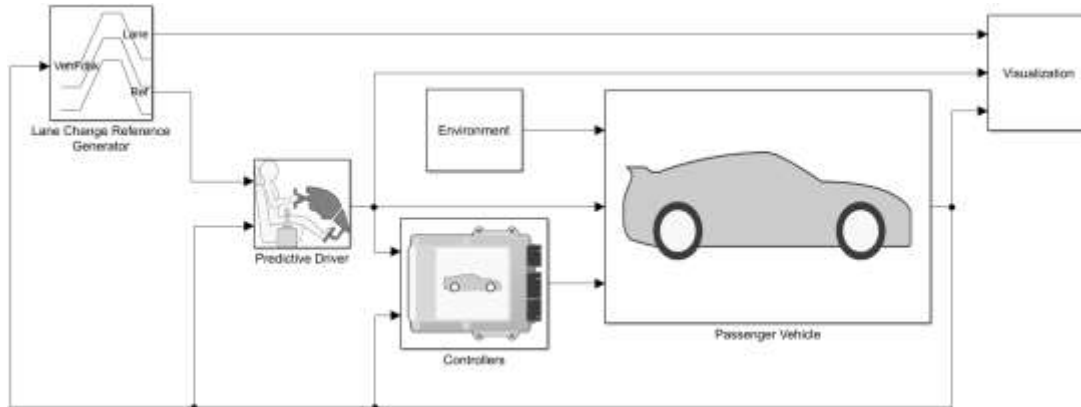 Lane
VehFdbk
Ref
Lane Change Reference
Generator
Visualization
Environment
Predictive Driver
Passenger Vehicle
Controllers